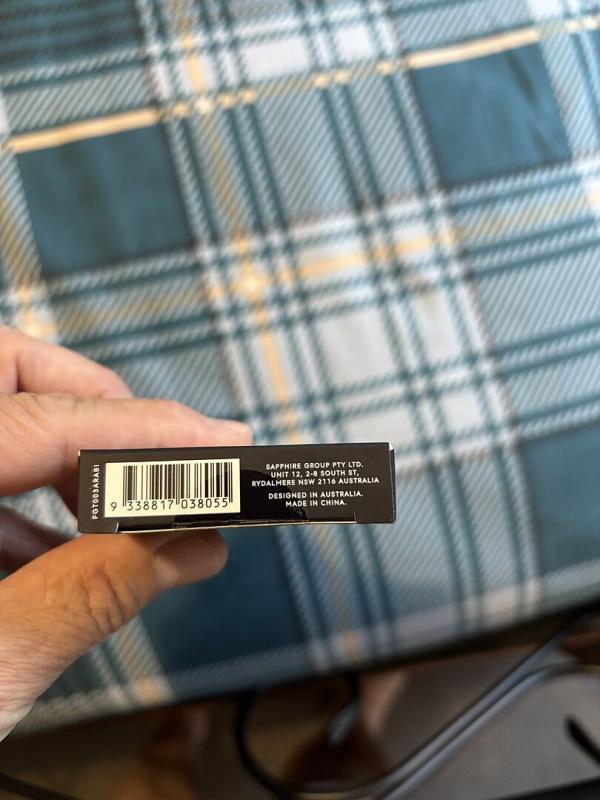 FGT003ARABI
9 338817 038055
SAPPHIRE GROUP PTY LTD.
UNIT 12, 2-8 SOUTH ST,
RYDALMERE NSW 2116 AUSTRALIA
DESIGNED IN AUSTRALIA.
MADE IN CHINA.